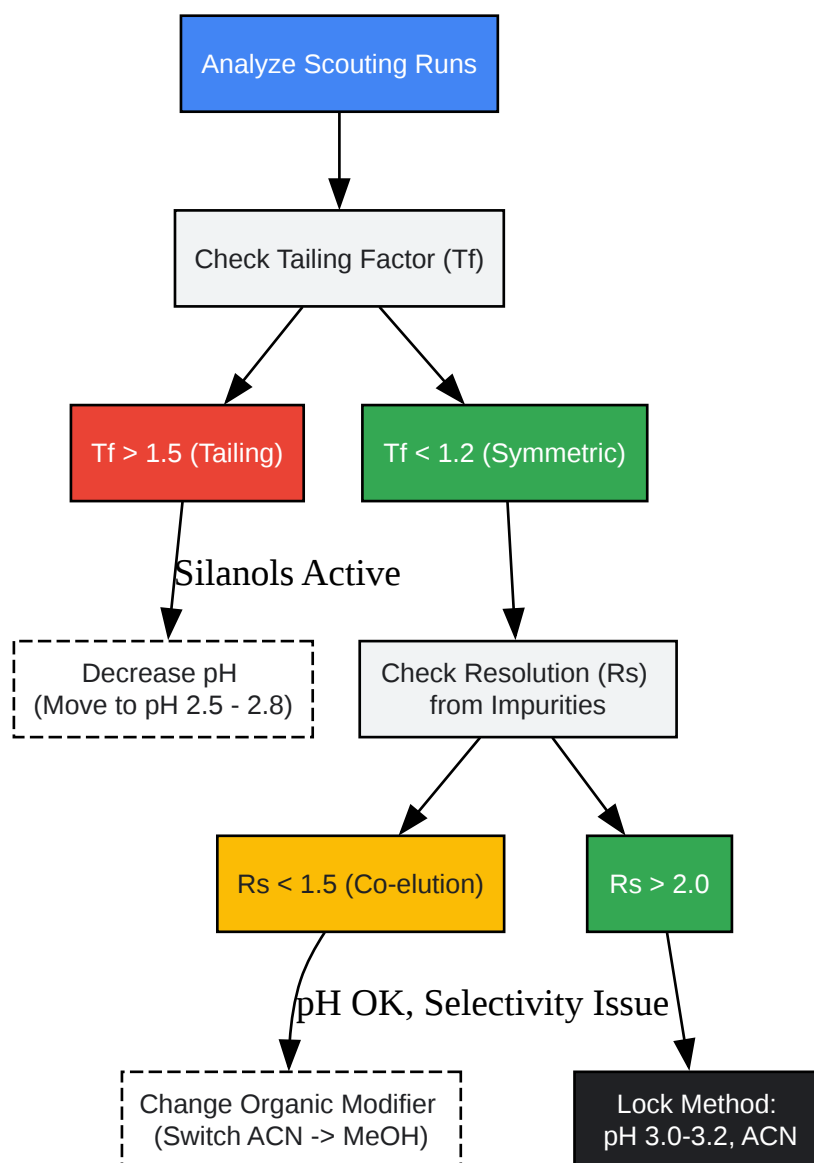 Analyze Scouting Runs
Check Tailing Factor (Tf)
Tf > 1.5 (Tailing)
Tf < 1.2 (Symmetric)
Silanols Active
Decrease pH
(Move to pH 2.5 - 2.8)
Check Resolution (Rs)
from Impurities
Rs < 1.5 (Co-elution)
Rs > 2.0
pH OK, Selectivity Issue
Change Organic Modifier
(Switch ACN -> MeOH)
Lock Method:
pH 3.0-3.2, ACN